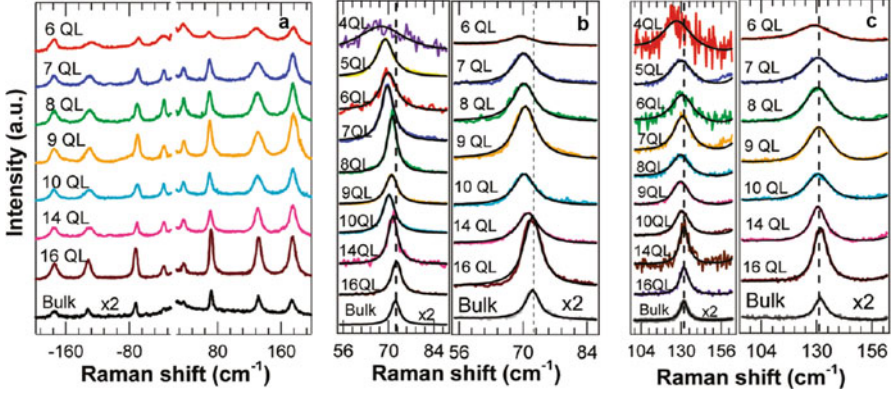 Intensity (a.u.)
a
6 QL
7 QL
8 QL
9 QL
10 QL
14 QL
16 QL
Bulk x2
-160 -80 0 80 160
Raman shift (cm-1)
b
4QL
5QL
6QL
7QL
8QL
9QL
10QL
14QL
16QL
Bulk x2
56 70 84
6 QL
7 QL
8 QL
9 QL
10 QL
14 QL
16 QL
Bulk x2
56 70 84
Raman shift (cm-1)
c
4QL
5QL
6QL
7QL
8QL
9QL
10QL
14QL
16QL
Bulk x2
104 130 156
6 QL
7 QL
8 QL
9 QL
10 QL
14 QL
16 QL
Bulk x2
104 130 156
Raman shift (cm-1)